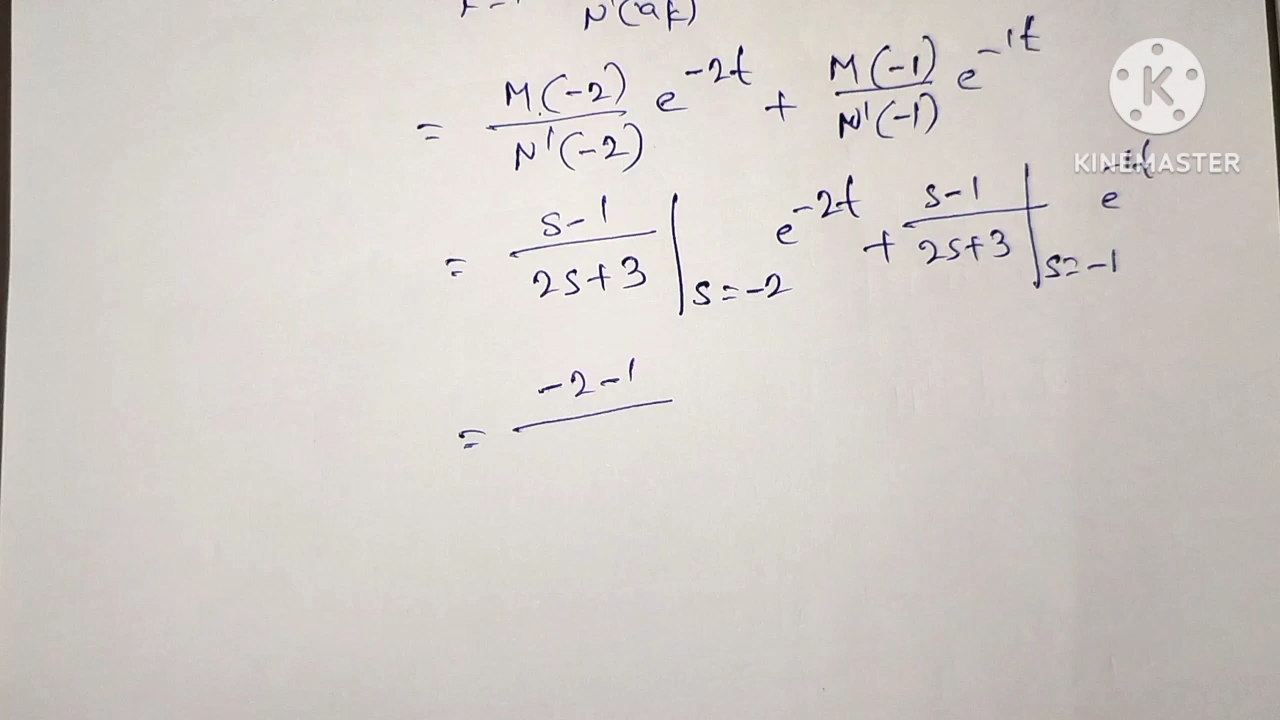 N'(ak)
= M(-2)/N'(-2) e^-2t + M(-1)/N'(-1) e^-1t
K
KINEMASTER
= s-1/2s+3 |s=-2 e^-2t + s-1/2s+3 |s=-1 e^-1t
= -2-1